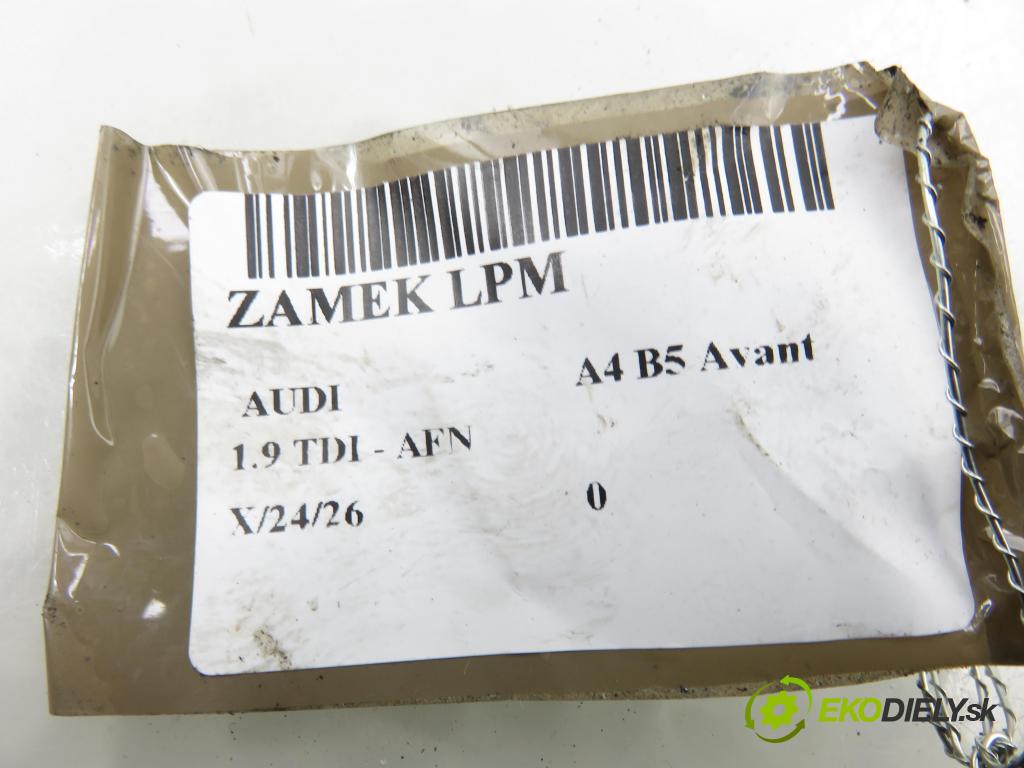 ZAMEK LPM
AUDI A4 B5 Avant
1.9 TDI - AFN
X/24/26 0
EKODIELY.sk